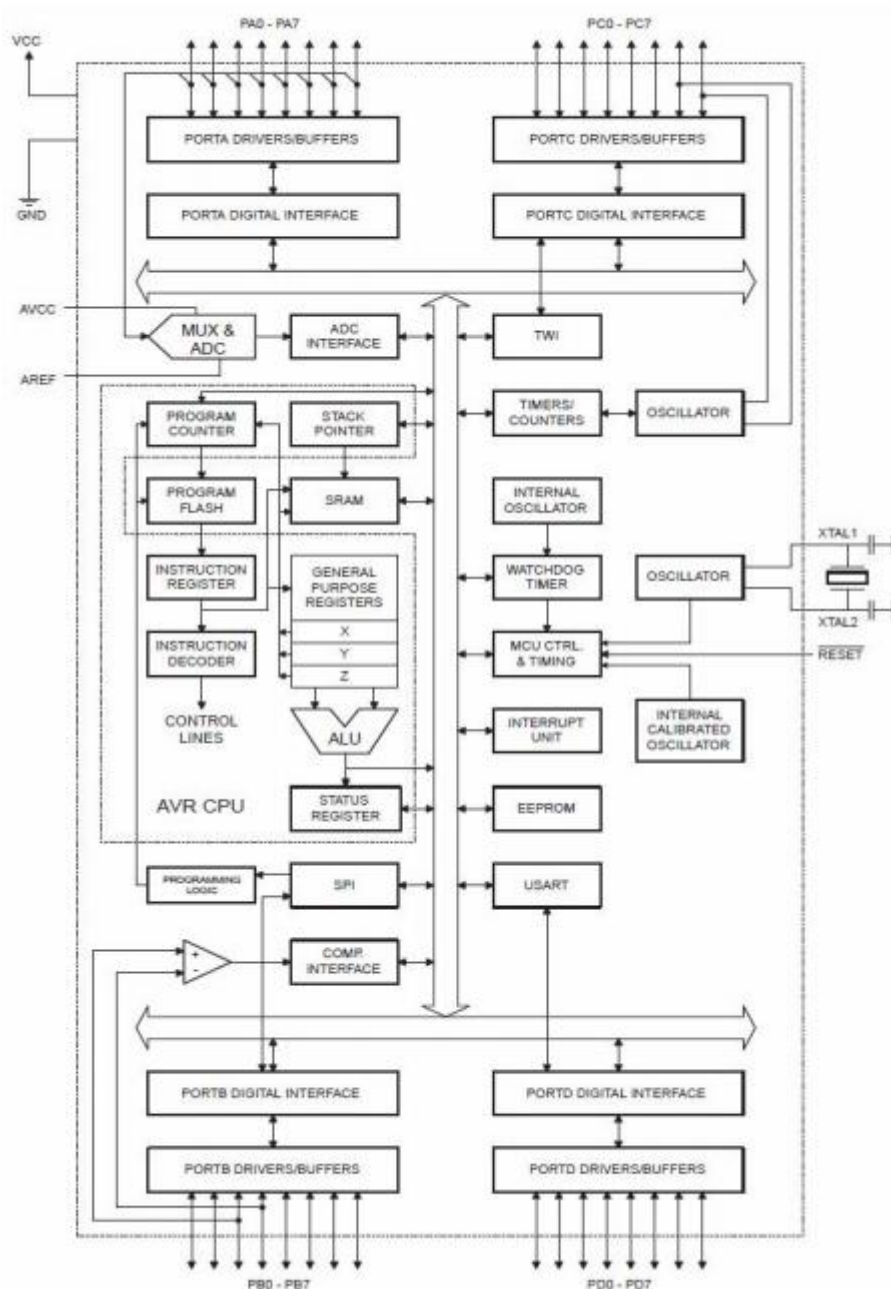 PA0 - PA7
PC0 - PC7
VCC
PORTA DRIVERS/BUFFERS
PORTC DRIVERS/BUFFERS
GND
PORTA DIGITAL INTERFACE
PORTC DIGITAL INTERFACE
AVCC
MUX &
ADC
ADC
INTERFACE
TWI
AREF
PROGRAM
COUNTER
STACK
POINTER
TIMERS/
COUNTERS
OSCILLATOR
PROGRAM
FLASH
SRAM
INTERNAL
OSCILLATOR
XTAL1
INSTRUCTION
REGISTER
GENERAL
PURPOSE
REGISTERS
WATCHDOG
TIMER
OSCILLATOR
XTAL2
X
INSTRUCTION
DECODER
Y
MCU CTRL.
& TIMING
RESET
Z
CONTROL
LINES
ALU
INTERRUPT
UNIT
INTERNAL
CALIBRATED
OSCILLATOR
AVR CPU
STATUS
REGISTER
EEPROM
PROGRAMMING
LOGIC
SPI
USART
+
-
COMP.
INTERFACE
PORTB DIGITAL INTERFACE
PORTD DIGITAL INTERFACE
PORTB DRIVERS/BUFFERS
PORTD DRIVERS/BUFFERS
PB0 - PB7
PD0 - PD7